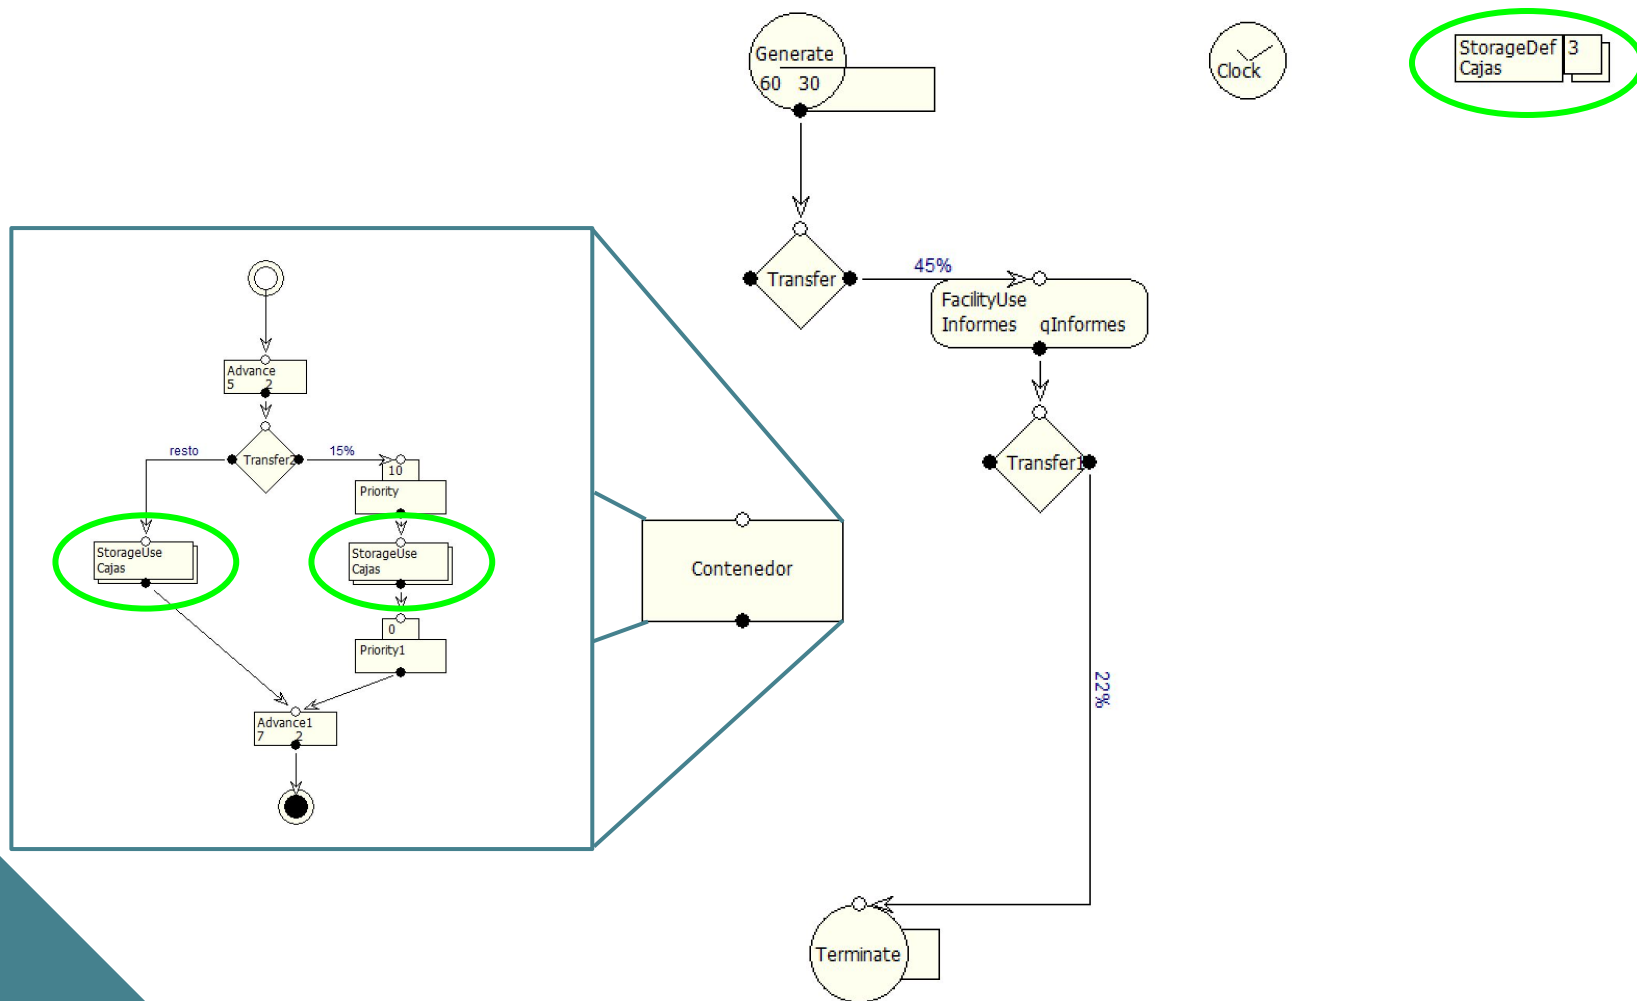 Generate
60 30
Clock
StorageDef 3
Cajas
Transfer
45%
FacilityUse
Informes qInformes
Transfer1
22%
Terminate
Contenedor
Advance
5 2
Transfer2
resto
15%
10
Priority
StorageUse
Cajas
StorageUse
Cajas
0
Priority1
Advance1
7 2